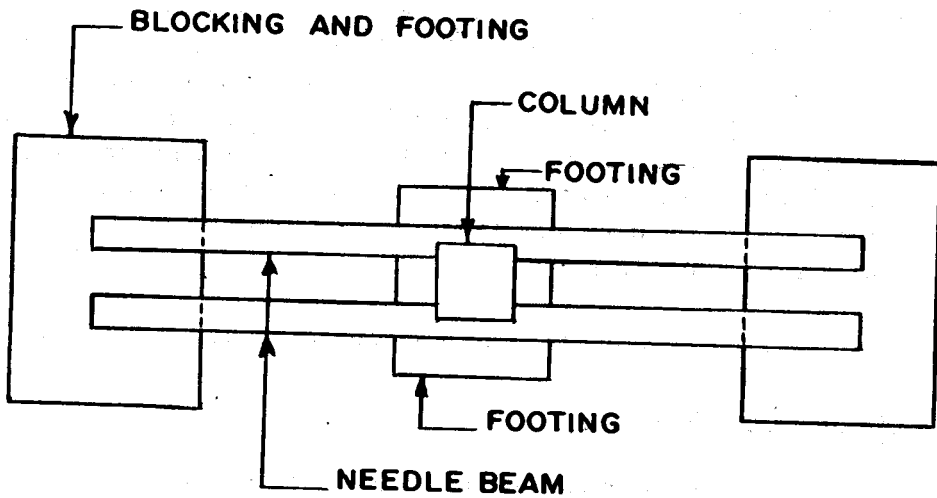 BLOCKING AND FOOTING
COLUMN
FOOTING
FOOTING
NEEDLE BEAM